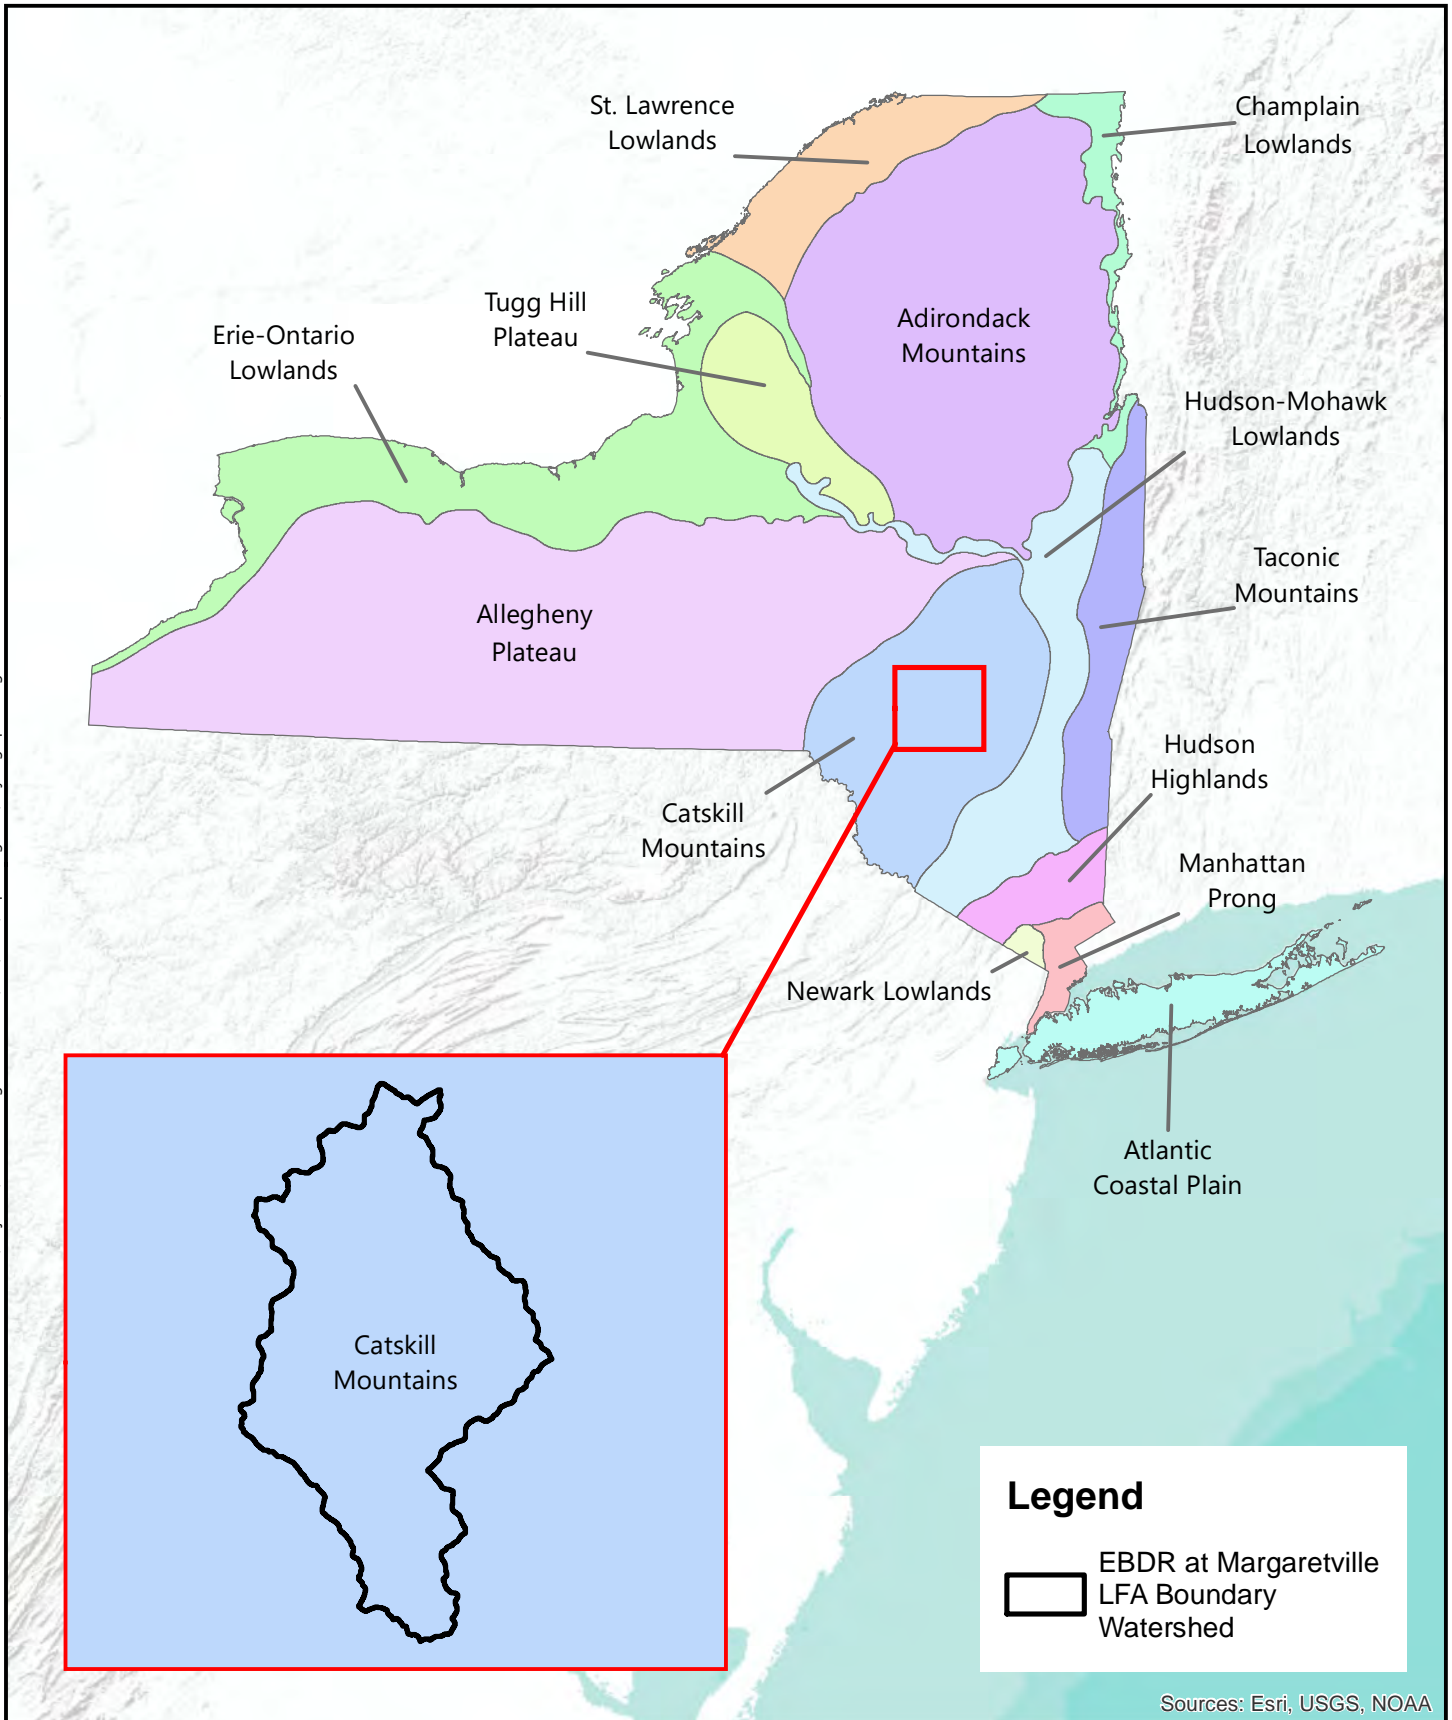 St. Lawrence
Lowlands
Champlain
Lowlands
Tugg Hill
Plateau
Erie-Ontario
Lowlands
Adirondack
Mountains
Hudson-Mohawk
Lowlands
Taconic
Mountains
Allegheny
Plateau
Hudson
Highlands
Catskill
Mountains
Manhattan
Prong
Newark Lowlands
Atlantic
Coastal Plain
Catskill
Mountains
Legend
EBDR at Margaretville
LFA Boundary
Watershed
Sources: Esri, USGS, NOAA